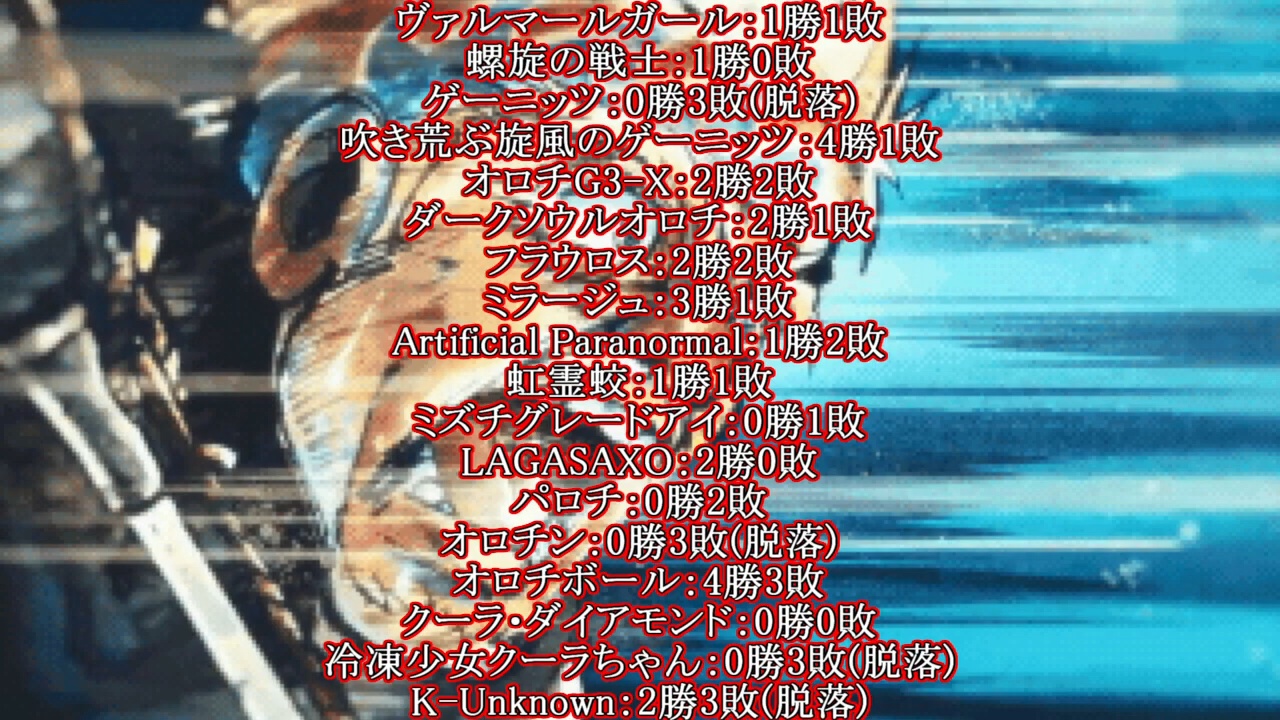 ヴァルマールガール:1勝1敗
螺旋の戦士:1勝0敗
ゲーニッツ:0勝3敗(脱落)
吹き荒ぶ旋風のゲーニッツ:4勝1敗
オロチG3-X:2勝2敗
ダークソウルオロチ:2勝1敗
フラウロス:2勝2敗
ミラージュ:3勝1敗
Artificial Paranormal:1勝2敗
虹霊蛟:1勝1敗
ミズチグレードアイ:0勝1敗
LAGASAXO:2勝0敗
パロチ:0勝2敗
オロチン:0勝3敗(脱落)
オロチボール:4勝3敗
クーラ・ダイアモンド:0勝0敗
冷凍少女クーラちゃん:0勝3敗(脱落)
K-Unknown:2勝3敗(脱落)